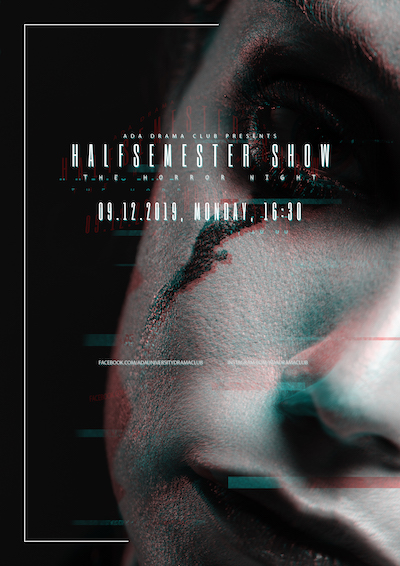 ADA DRAMA CLUB PRESENTS
HALFSEMESTER SHOW
THE HORROR NIGHT
09.12.2019, MONDAY, 16:30
FACEBOOK.COM/ADAUNIVERSITYDRAMACLUB